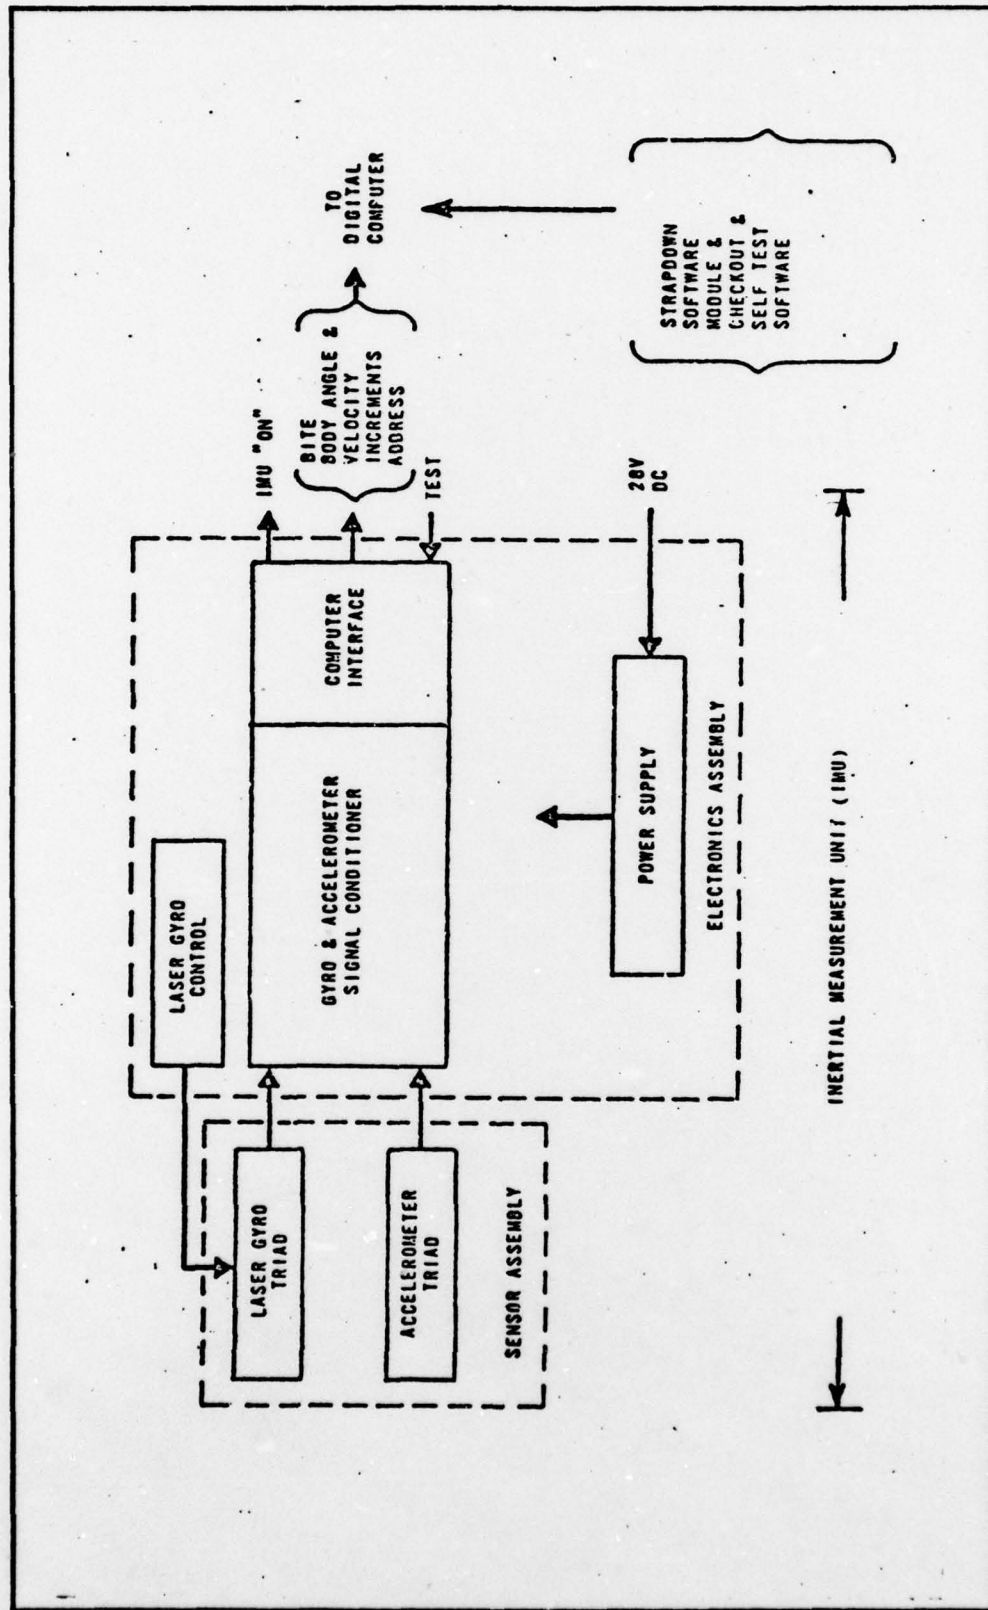 LASER GYRO
CONTROL
LASER GYRO
TRIAD
ACCELEROMETER
TRIAD
SENSOR ASSEMBLY
GYRO & ACCELEROMETER
SIGNAL CONDITIONER
COMPUTER
INTERFACE
IMU "ON"
BITE
BODY ANGLE &
VELOCITY
INCREMENTS
ADDRESS
TEST
TO
DIGITAL
COMPUTER
POWER SUPPLY
28V
DC
ELECTRONICS ASSEMBLY
STRAPDOWN
SOFTWARE
MODULE &
CHECKOUT &
SELF TEST
SOFTWARE
INERTIAL MEASUREMENT UNIT (IMU)